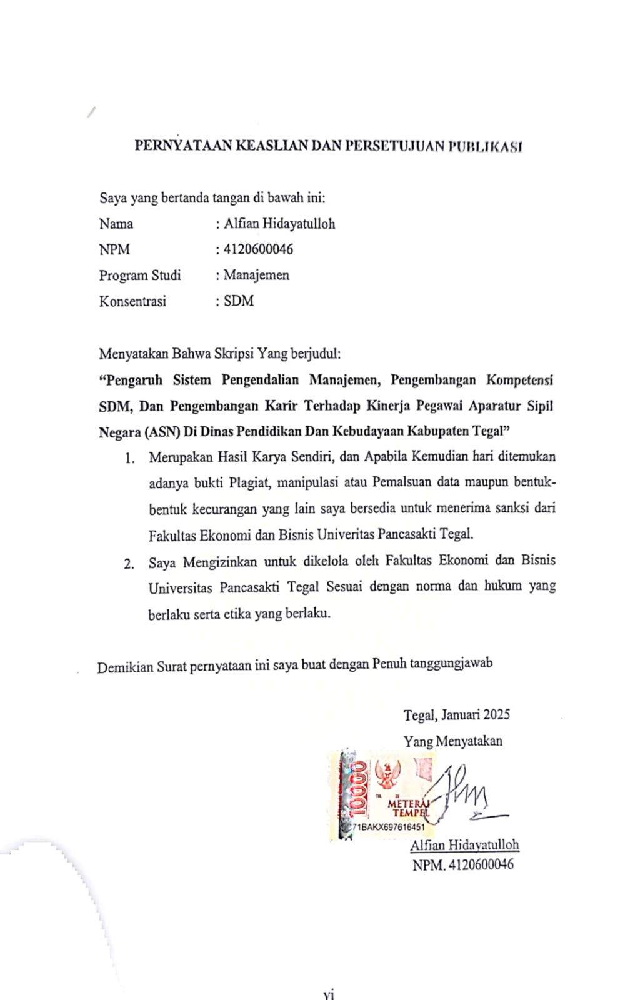 PERNYATAAN KEASLIAN DAN PERSETUJUAN PUBLIKASI
Saya yang bertanda tangan di bawah ini:
Nama : Alfian Hidayatulloh
NPM : 4120600046
Program Studi : Manajemen
Konsentrasi : SDM
Menyatakan Bahwa Skripsi Yang berjudul:
“Pengaruh Sistem Pengendalian Manajemen, Pengembangan Kompetensi
SDM, Dan Pengembangan Karir Terhadap Kinerja Pegawai Aparatur Sipil
Negara (ASN) Di Dinas Pendidikan Dan Kebudayaan Kabupaten Tegal”
1. Merupakan Hasil Karya Sendiri, dan Apabila Kemudian hari ditemukan
adanya bukti Plagiat, manipulasi atau Pemalsuan data maupun bentuk-
bentuk kecurangan yang lain saya bersedia untuk menerima sanksi dari
Fakultas Ekonomi dan Bisnis Univeritas Pancasakti Tegal.
2. Saya Mengizinkan untuk dikelola oleh Fakultas Ekonomi dan Bisnis
Universitas Pancasakti Tegal Sesuai dengan norma dan hukum yang
berlaku serta etika yang berlaku.
Demikian Surat pernyataan ini saya buat dengan Penuh tanggungjawab
Tegal, Januari 2025
Yang Menyatakan
10000
METERAI
TEMPEL
71BAKX697616451
Alfian Hidayatulloh
NPM. 4120600046
vi